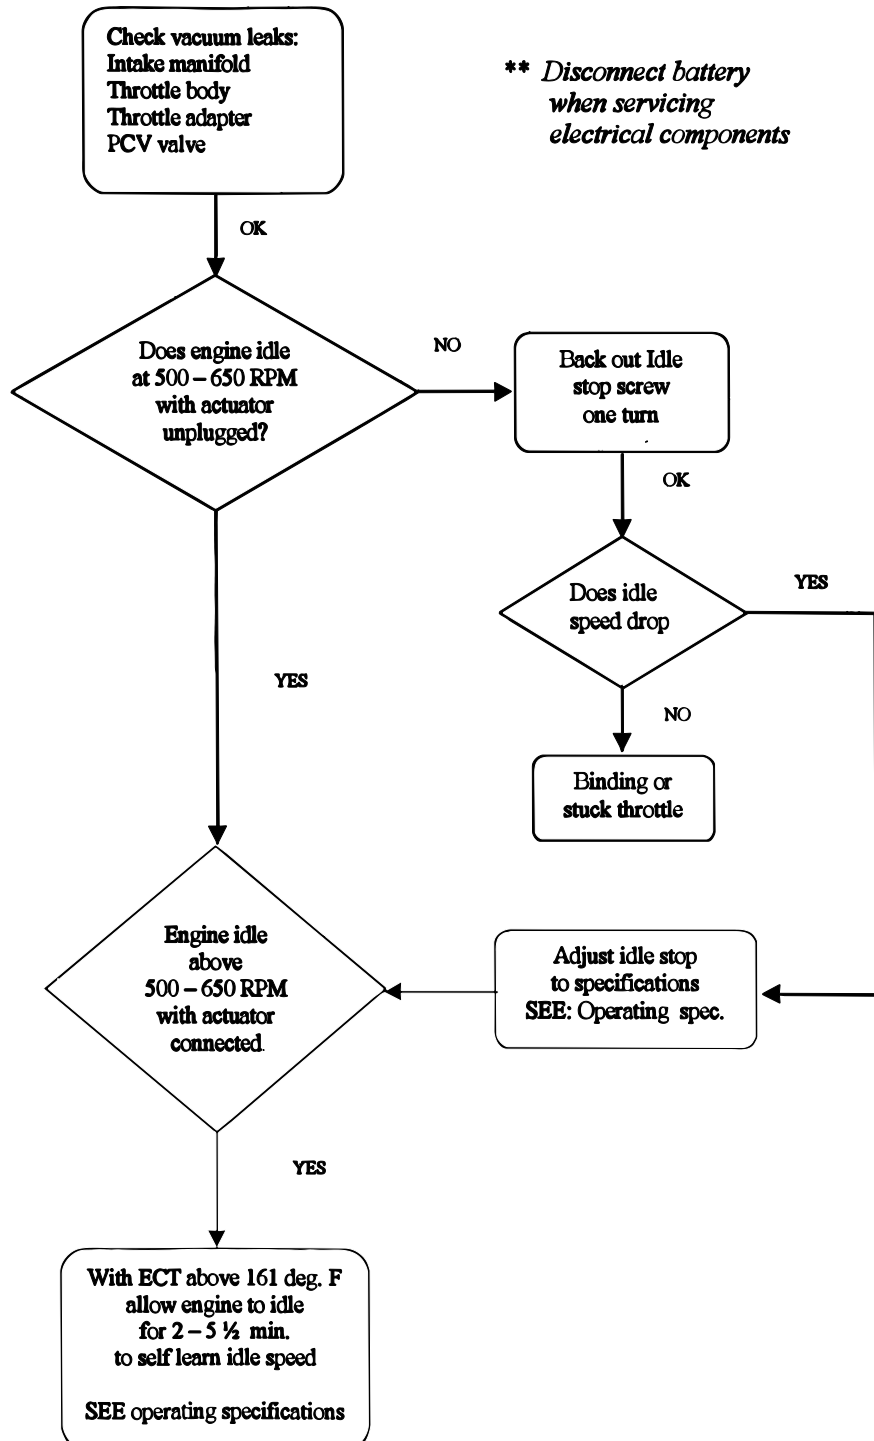 Check vacuum leaks:
Intake manifold
Throttle body
Throttle adapter
PCV valve
** Disconnect battery
when servicing
electrical components
OK
Does engine idle
at 500 – 650 RPM
with actuator
unplugged?
NO
Back out Idle
stop screw
one turn
OK
Does idle
speed drop
YES
YES
NO
Binding or
stuck throttle
Engine idle
above
500 – 650 RPM
with actuator
connected.
Adjust idle stop
to specifications
SEE: Operating spec.
YES
With ECT above 161 deg. F
allow engine to idle
for 2 – 5 ½ min.
to self learn idle speed
SEE operating specifications